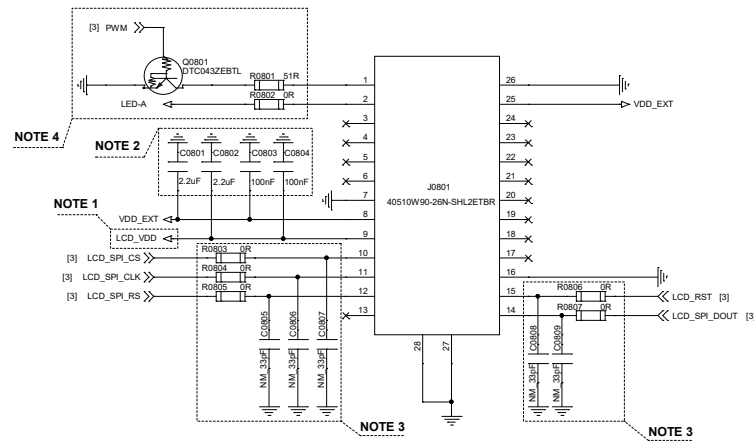 [3] PWM
Q0801
DTC043ZEBTL
R0801 51R
R0802 0R
LED-A
NOTE 4
NOTE 2
C0801 C0802 C0803 C0804
2.2uF 2.2uF 100nF 100nF
NOTE 1
VDD_EXT
LCD_VDD
R0803 0R
[3] LCD_SPI_CS
R0804 0R
[3] LCD_SPI_CLK
R0805 0R
[3] LCD_SPI_RS
C0805 C0806 C0807
NM_33pF NM_33pF NM_33pF
NOTE 3
1
2
3
4
5
6
7
8
9
10
11
12
13
J0801
40510W90-26N-SHL2ETBR
28 27
26
25
24
23
22
21
20
19
18
17
16
15
14
VDD_EXT
R0806 0R
LCD_RST [3]
R0807 0R
LCD_SPI_DOUT [3]
C0808 C0809
NM_33pF NM_33pF
NOTE 3